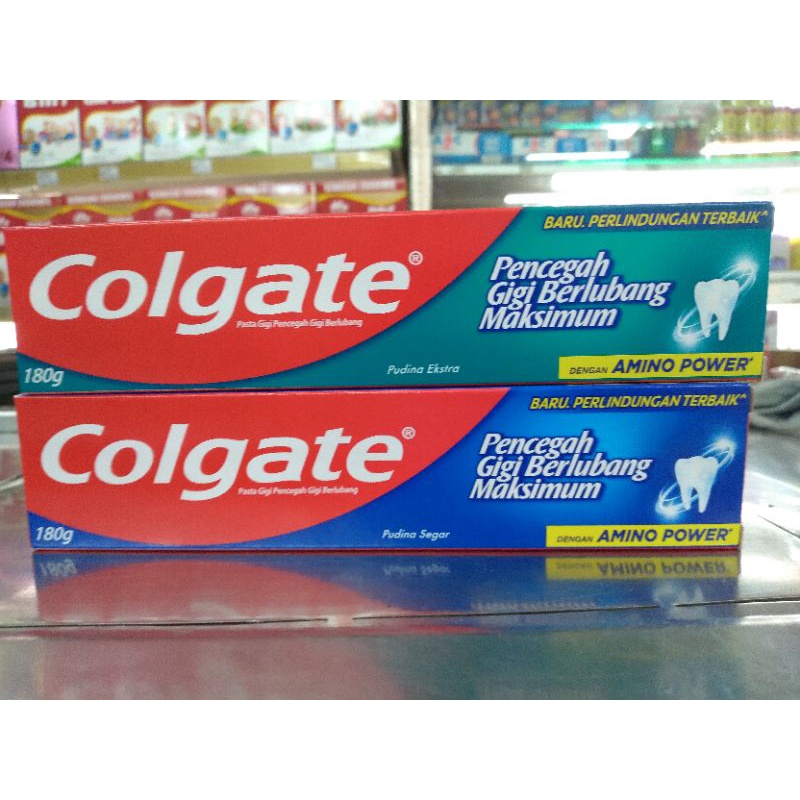 BARU. PERLINDUNGAN TERBAIK^
Colgate®
Pasta Gigi Pencegah Gigi Berlubang
Pencegah
Gigi Berlubang
Maksimum
180g
Pudina Ekstra
DENGAN AMINO POWER+
BARU. PERLINDUNGAN TERBAIK^
Colgate®
Pasta Gigi Pencegah Gigi Berlubang
Pencegah
Gigi Berlubang
Maksimum
180g
Pudina Segar
DENGAN AMINO POWER+